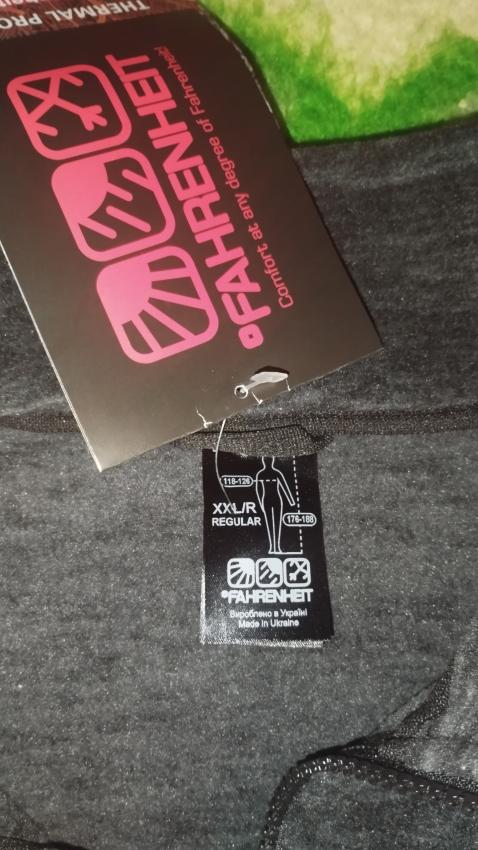 THERMAL PRO
°FAHRENHEIT
Comfort at any degree of Fahrenheit!
118-126
XXL/R
REGULAR
176-188
°FAHRENHEIT
Вироблено в Україні
Made in Ukraine